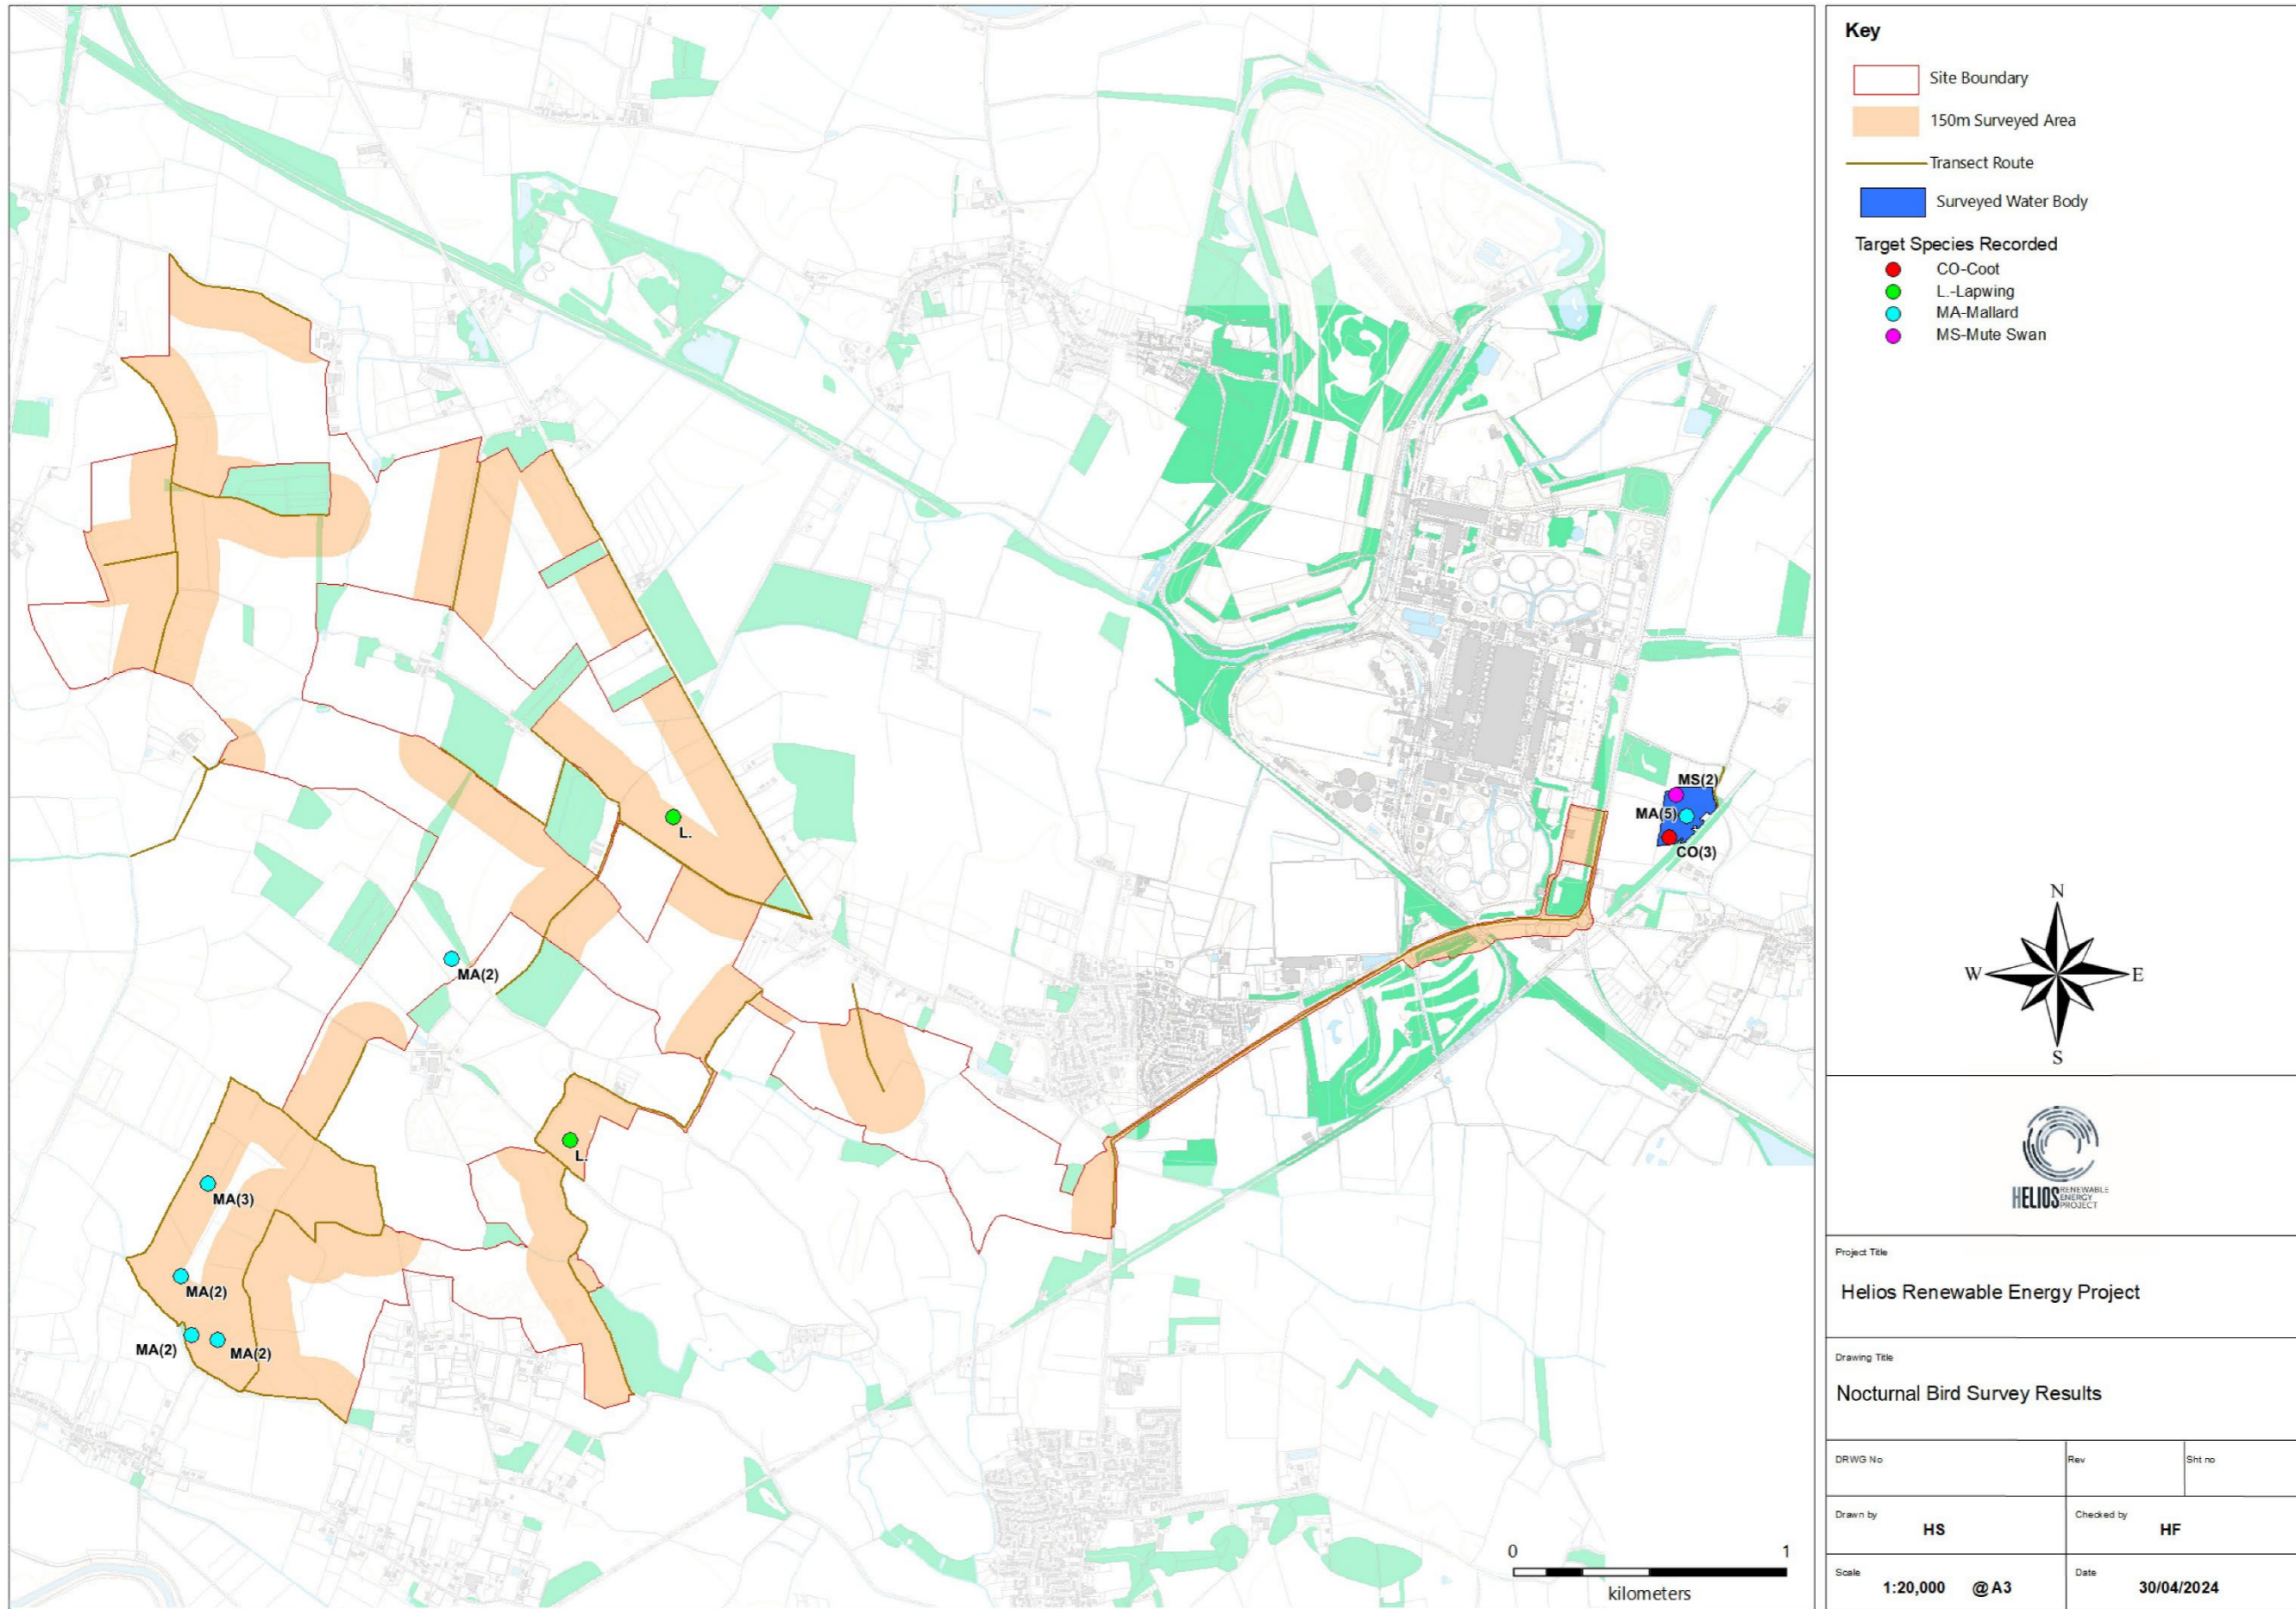 Key
Site Boundary
150m Surveyed Area
Transect Route
Surveyed Water Body
Target Species Recorded
CO-Coot
L.-Lapwing
MA-Mallard
MS-Mute Swan
MS(2)
MA(5)
CO(3)
L.
MA(2)
L.
MA(3)
MA(2)
MA(2)
MA(2)
0
1
kilometers
N
W
E
S
HELIOS
RENEWABLE
ENERGY
PROJECT
Project Title
Helios Renewable Energy Project
Drawing Title
Nocturnal Bird Survey Results
DRWG No
Rev
Sht no
Drawn by
HS
Checked by
HF
Scale
1:20,000 @A3
Date
30/04/2024